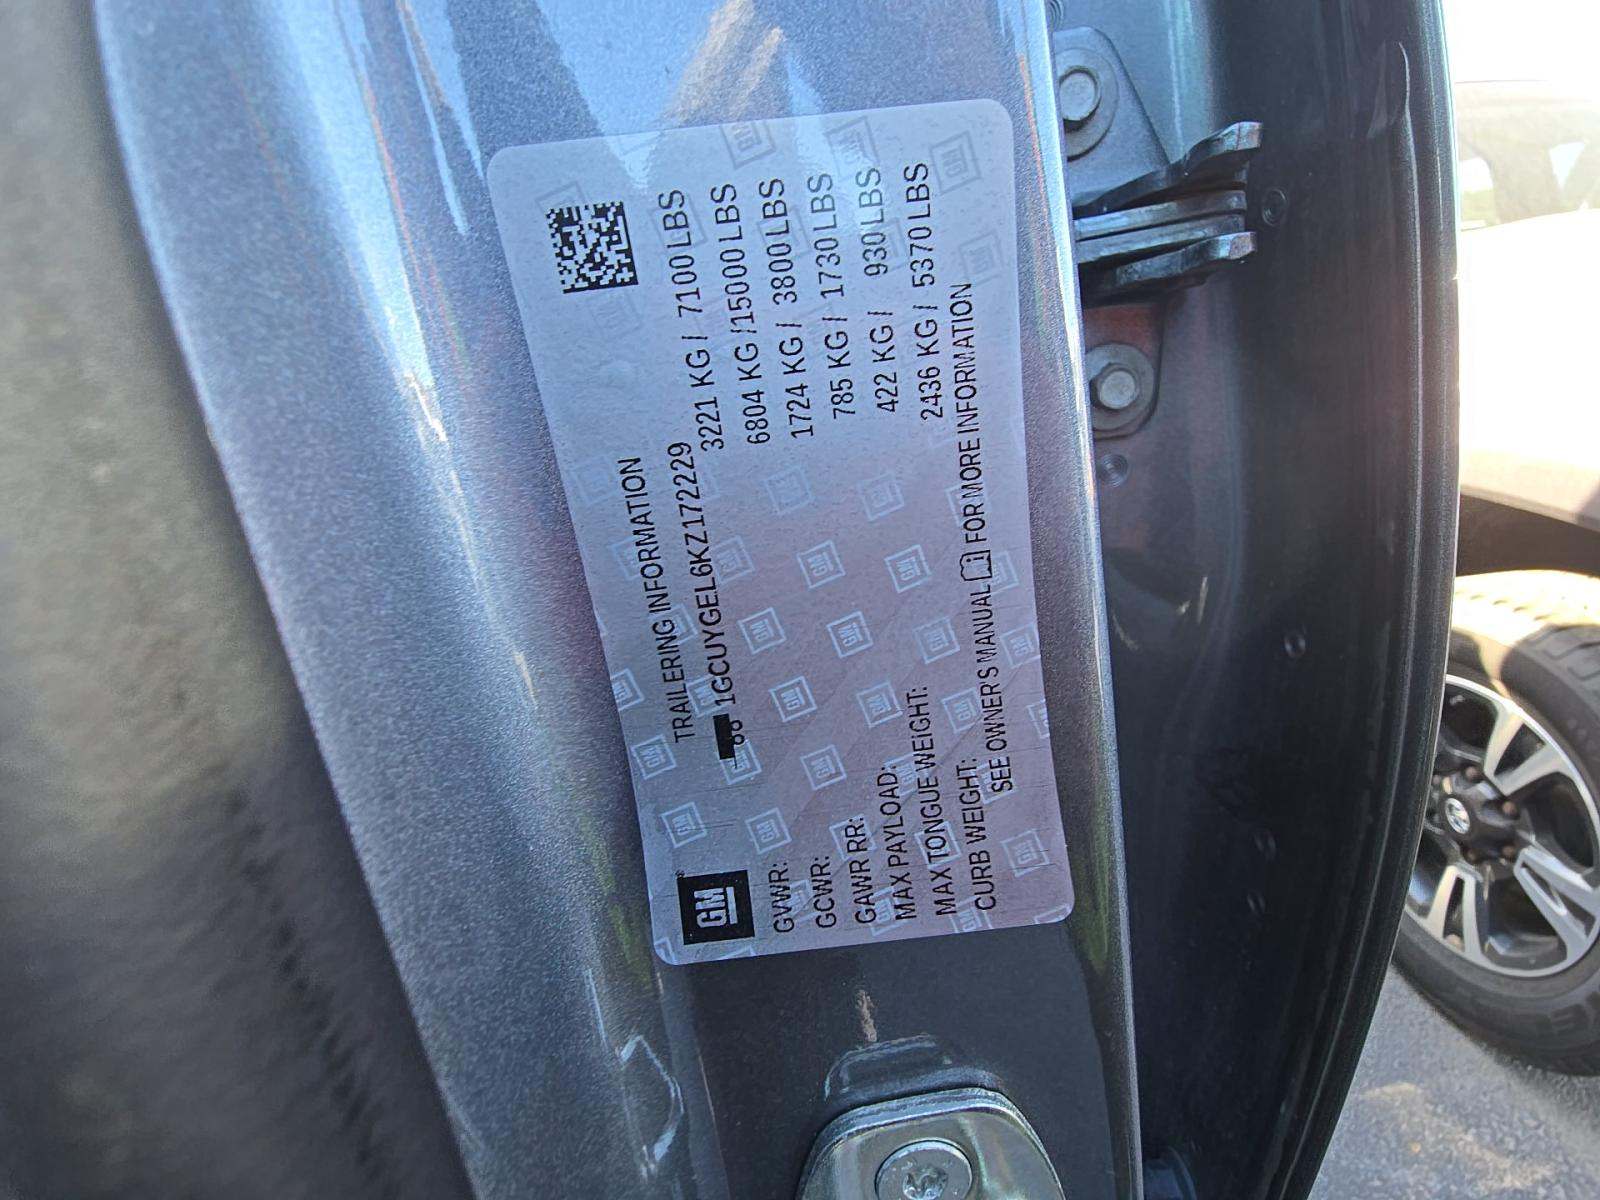 TRAILERING INFORMATION
GM
1GCUYGEL6KZ172229
GVWR: 3221 KG / 7100 LBS
GCWR: 6804 KG / 15000 LBS
GAWR RR: 1724 KG / 3800 LBS
MAX PAYLOAD: 785 KG / 1730 LBS
MAX TONGUE WEIGHT: 422 KG / 930 LBS
CURB WEIGHT: 2436 KG / 5370 LBS
SEE OWNER'S MANUAL FOR MORE INFORMATION